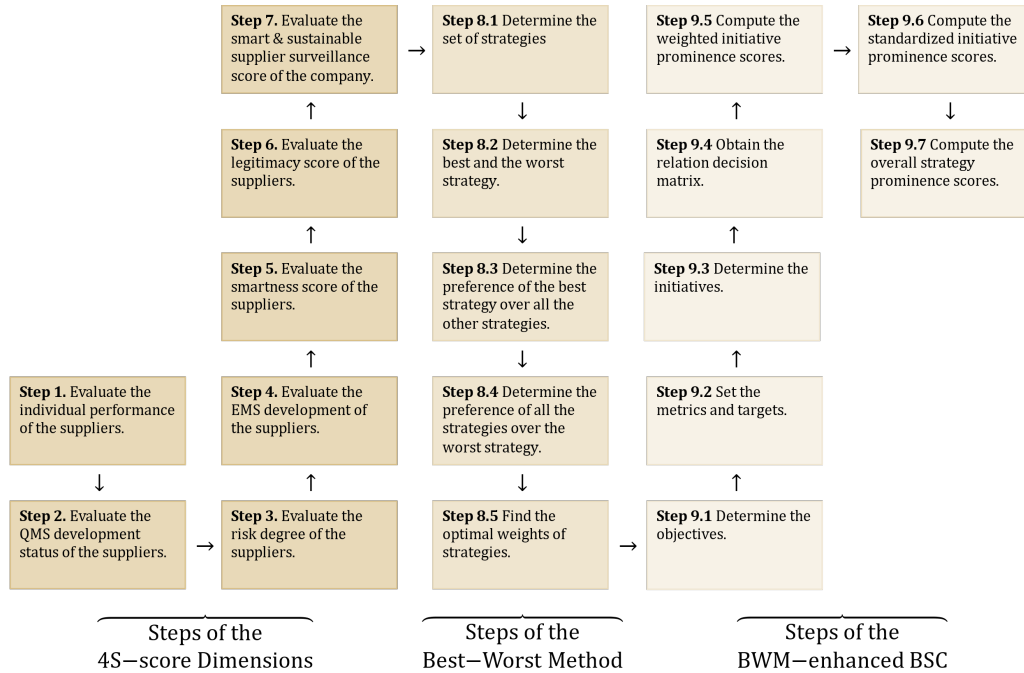 Step 1. Evaluate the
individual performance
of the suppliers.
↓
Step 2. Evaluate the
QMS development
status of the suppliers.
→
Step 3. Evaluate the
risk degree of the
suppliers.
↑
Step 4. Evaluate the
EMS development of
the suppliers.
↑
Step 5. Evaluate the
smartness score of the
suppliers.
↑
Step 6. Evaluate the
legitimacy score of the
suppliers.
↑
Step 7. Evaluate the
smart & sustainable
supplier surveillance
score of the company.
→
Step 8.1 Determine the
set of strategies
↓
Step 8.2 Determine the
best and the worst
strategy.
↓
Step 8.3 Determine the
preference of the best
strategy over all the
other strategies.
↓
Step 8.4 Determine the
preference of all the
strategies over the
worst strategy.
↓
Step 8.5 Find the
optimal weights of
strategies.
→
Step 9.1 Determine the
objectives.
↑
Step 9.2 Set the
metrics and targets.
↑
Step 9.3 Determine the
initiatives.
↑
Step 9.4 Obtain the
relation decision
matrix.
↑
Step 9.5 Compute the
weighted initiative
prominence scores.
→
Step 9.6 Compute the
standardized initiative
prominence scores.
↓
Step 9.7 Compute the
overall strategy
prominence scores.
Steps of the
4S−score Dimensions
Steps of the
Best−Worst Method
Steps of the
BWM−enhanced BSC